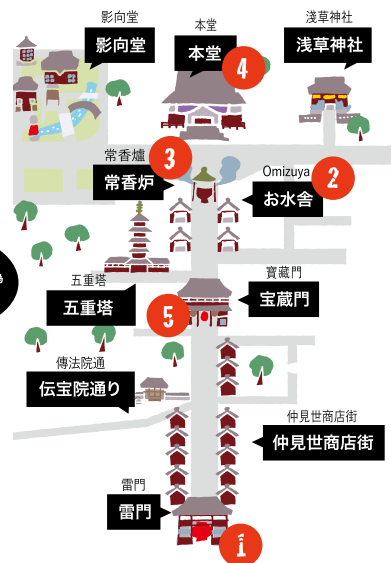 影向堂
影向堂
本堂
本堂
4
淺草神社
浅草神社
常香爐
常香炉
3
Omizuya
お水舎
2
五重塔
五重塔
寶藏門
宝蔵門
5
傳法院通
伝宝院通り
仲見世商店街
仲見世商店街
雷門
雷門
1